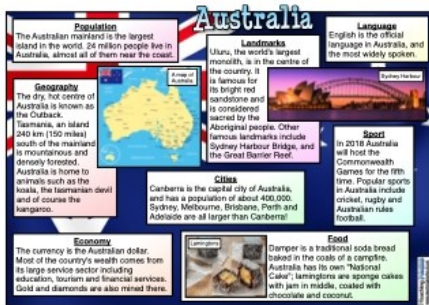 Australia
Population
The Australian mainland is the largest
island in the world. 24 million people live in
Australia, almost all of them near the coast.
Landmarks
Uluru, the world's largest
monolith, is in the centre of
the country. It
is famous for
its bright red
sandstone and
is considered
sacred by the
Aboriginal people. Other
famous landmarks include
Sydney Harbour Bridge, and
the Great Barrier Reef.
Language
English is the official
language in Australia, and
the most widely spoken.
Geography
The dry, hot centre of
Australia is known as
the Outback.
Tasmania, an island
240 km (150 miles)
south of the mainland
is mountainous and
densely forested.
Australia is home to
animals such as the
koala, the tasmanian devil
and of course the
kangaroo.
A map of
Australia
Sydney Harbour
Sport
In 2018 Australia
will host the
Commonwealth
Games for the fifth
time. Popular sports
in Australia include
cricket, rugby and
Australian rules
football.
Cities
Canberra is the capital city of Australia,
and has a population of about 400,000.
Sydney, Melbourne, Brisbane, Perth and
Adelaide are all larger than Canberra!
Economy
The currency is the Australian dollar.
Most of the country's wealth comes from
its large service sector including
education, tourism and financial services.
Gold and diamonds are also mined there.
Lamingtons
Food
Damper is a traditional soda bread
baked in the coals of a campfire.
Australia has its own "National
Cake"; lamingtons are sponge cakes
with jam in middle, coated with
chocolate and coconut.